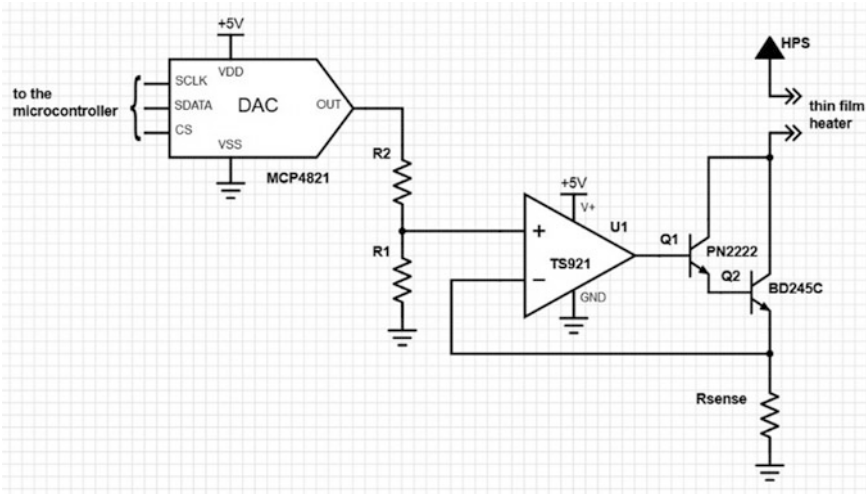 +5V
VDD
SCLK
SDATA
CS
DAC
OUT
VSS
to the
microcontroller
MCP4821
R2
R1
+5V
V+
U1
+
TS921
−
GND
Q1
PN2222
Q2
BD245C
HPS
thin film
heater
Rsense